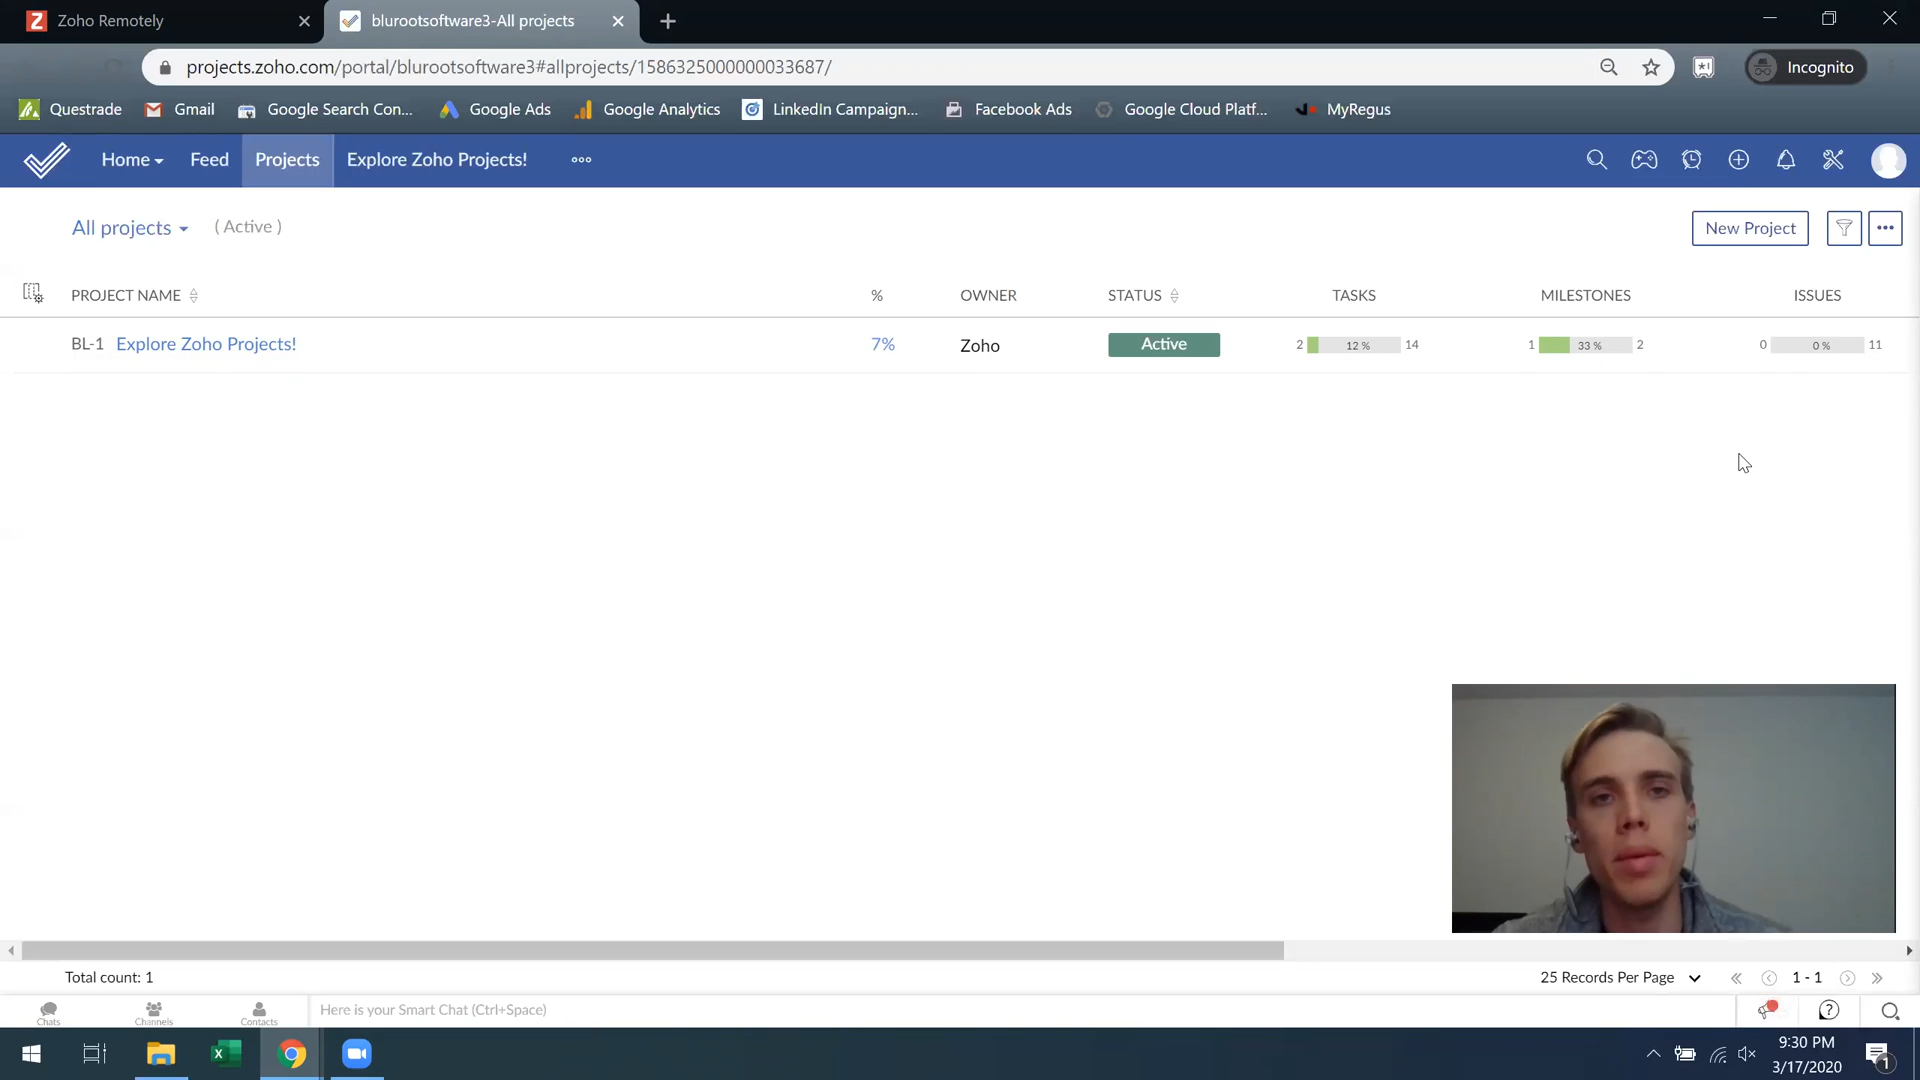 Zoho Remotely
blurootsoftware3-All projects
projects.zoho.com/portal/blurootsoftware3#allprojects/1586325000000033687/
Incognito
Questrade
Gmail
Google Search Con...
Google Ads
Google Analytics
LinkedIn Campaign...
Facebook Ads
Google Cloud Platf...
MyRegus
Home
Feed
Projects
Explore Zoho Projects!
All projects
( Active )
New Project
PROJECT NAME
%
OWNER
STATUS
TASKS
MILESTONES
ISSUES
BL-1 Explore Zoho Projects!
7%
Zoho
Active
2 12 % 14
1 33 % 2
0 0 % 11
Total count: 1
25 Records Per Page
1 - 1
Chats
Channels
Contacts
Here is your Smart Chat (Ctrl+Space)
9:30 PM
3/17/2020
1